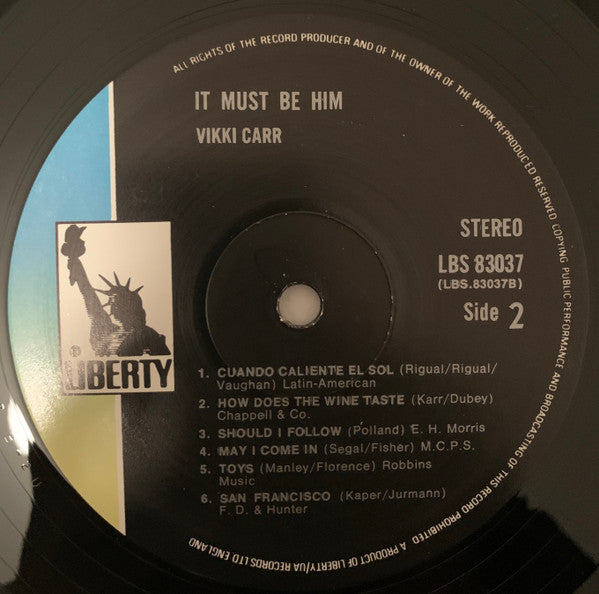 ALL RIGHTS OF THE RECORD PRODUCER AND OF THE OWNER OF THE WORK REPRODUCED RESERVED COPYING PUBLIC PERFORMANCE AND BROADCASTING OF THIS RECORD PROHIBITED A PRODUCT OF LIBERTY/UA RECORDS LTD ENGLAND
IT MUST BE HIM
VIKKI CARR
STEREO
LBS 83037
(LBS.83037B)
Side 2
LIBERTY
1. CUANDO CALIENTE EL SOL (Rigual/Rigual/
Vaughan) Latin-American
2. HOW DOES THE WINE TASTE (Karr/Dubey)
Chappell & Co.
3. SHOULD I FOLLOW (Polland) E. H. Morris
4. MAY I COME IN (Segal/Fisher) M.C.P.S.
5. TOYS (Manley/Florence) Robbins
Music
6. SAN FRANCISCO (Kaper/Jurmann)
F. D. & Hunter